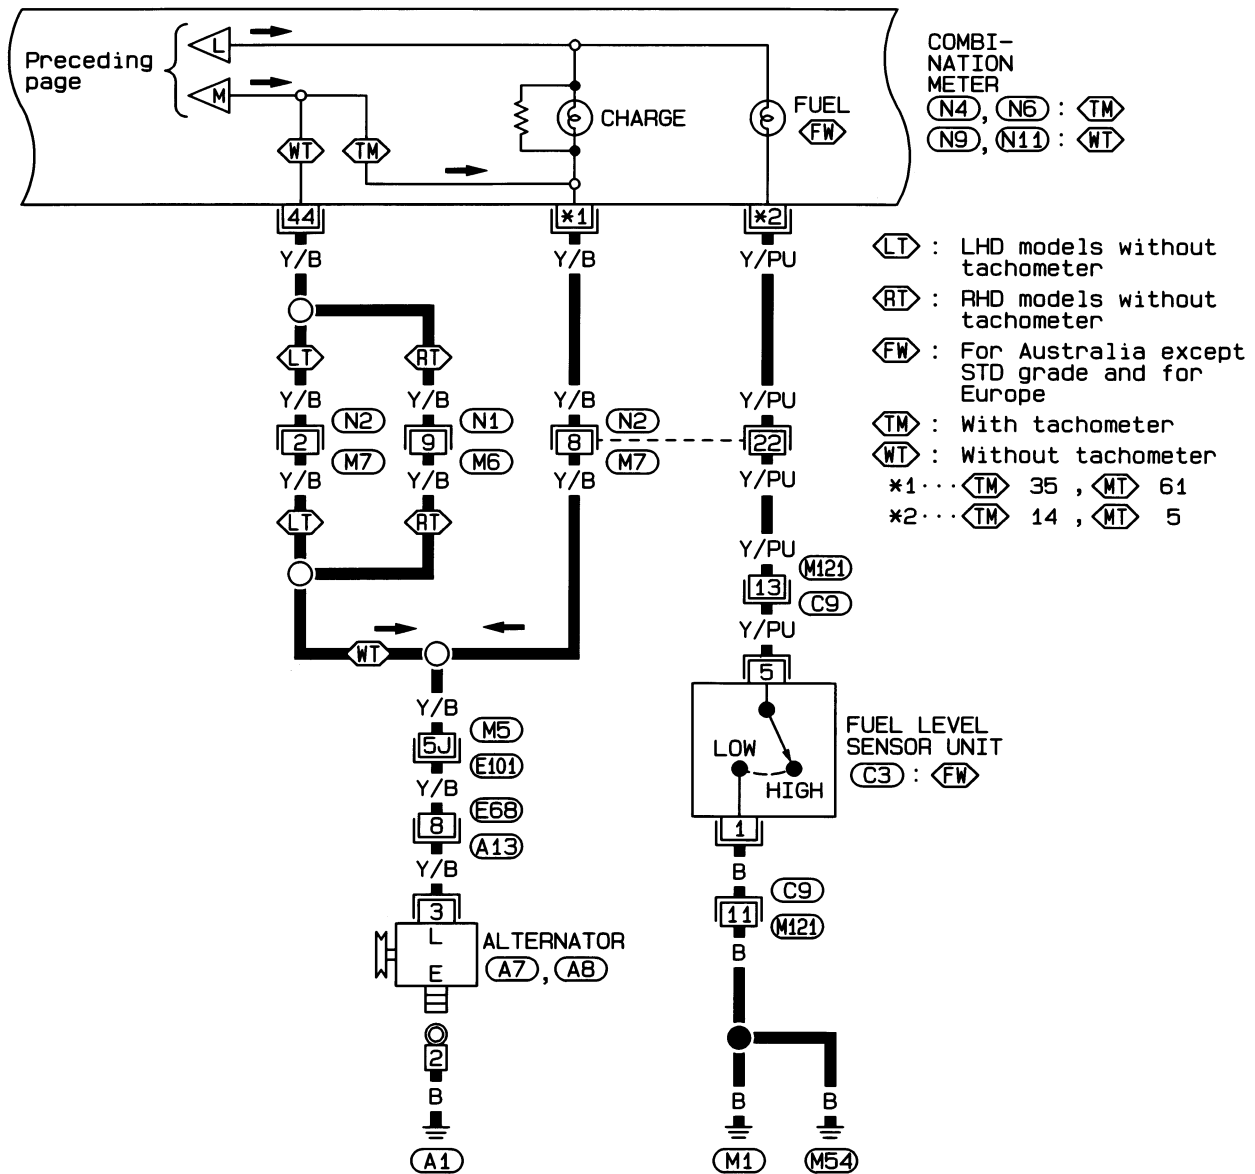 Preceding
page
L
M
WT
TM
CHARGE
FUEL
FW
COMBI-
NATION
METER
N4, N6 : TM
N9, N11 : WT
44
*1
*2
Y/B
Y/B
Y/PU
LT : LHD models without
tachometer
RT : RHD models without
tachometer
FW : For Australia except
STD grade and for
Europe
TM : With tachometer
WT : Without tachometer
*1··· TM 35 , MT 61
*2··· TM 14 , MT 5
LT
RT
Y/B
Y/B
Y/B
Y/PU
2
N2
M7
9
N1
M6
8
N2
M7
22
Y/B
Y/B
Y/B
Y/PU
LT
RT
Y/PU
13
M121
C9
Y/PU
WT
5
Y/B
5J
M5
E101
LOW
HIGH
FUEL LEVEL
SENSOR UNIT
C3 : FW
Y/B
8
E68
A13
1
Y/B
B
3
11
C9
M121
L
E
ALTERNATOR
A7, A8
B
2
B
B
B
A1
M1
M54